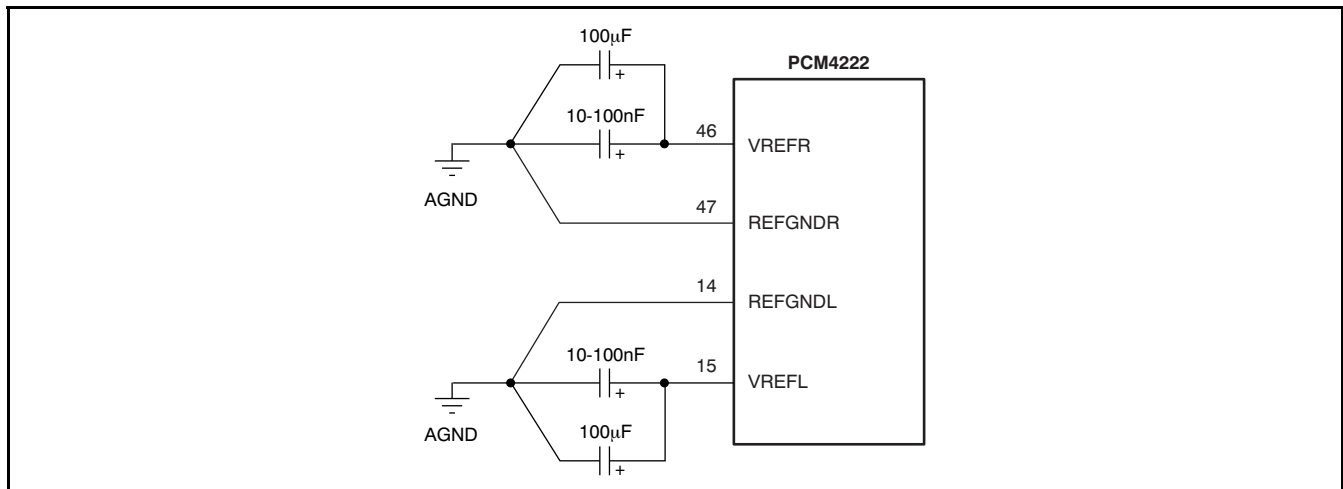 100μF
+
PCM4222
10-100nF
+
46
VREFR
AGND
47
REFGNDR
14
REFGNDL
10-100nF
+
15
VREFL
AGND
100μF
+